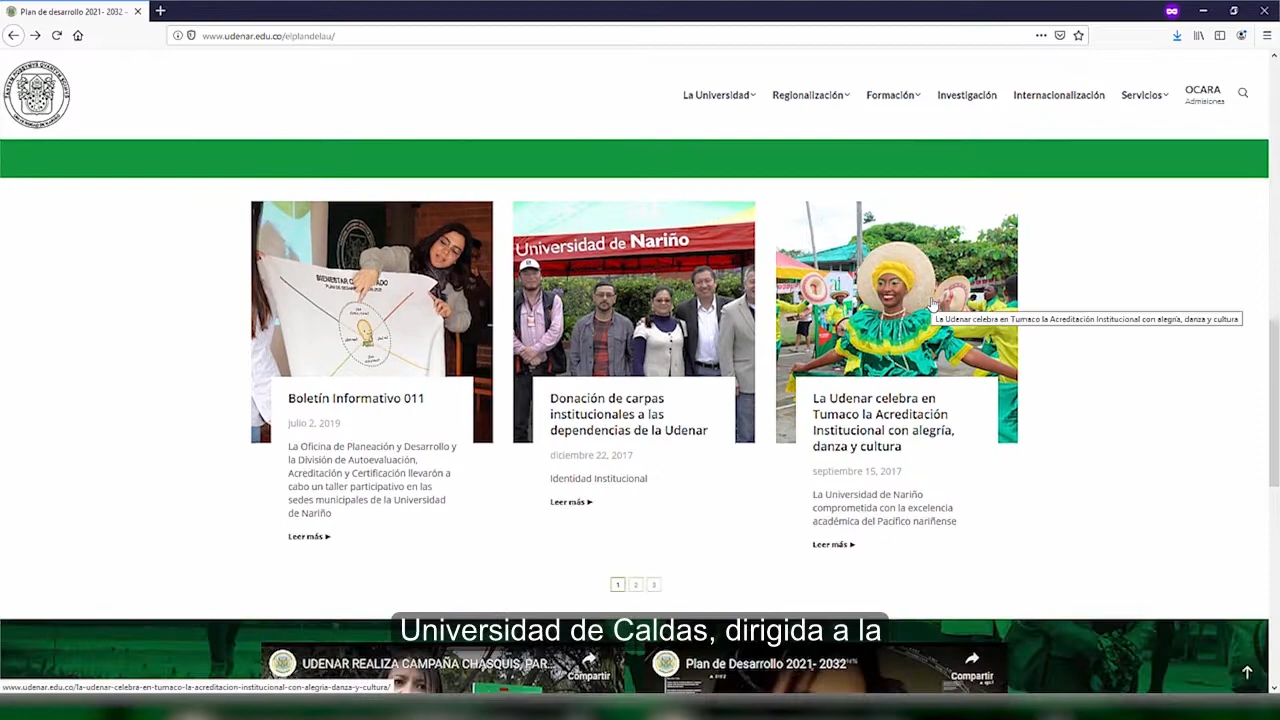 Plan de desarrollo 2021- 2032 -
www.udenar.edu.co/elplandelau/
La Universidad
Regionalización
Formación
Investigación
Internacionalización
Servicios
OCARA
Admisiones
Universidad de Nariño
La Udenar celebra en Tumaco la Acreditación Institucional con alegría, danza y cultura
Boletín Informativo 011
julio 2, 2019
La Oficina de Planeación y Desarrollo y
la División de Autoevaluación,
Acreditación y Certificación llevarón a
cabo un taller participativo en las
sedes municipales de la Universidad
de Nariño
Leer más ►
Donación de carpas
institucionales a las
dependencias de la Udenar
diciembre 22, 2017
Identidad Institucional
Leer más ►
La Udenar celebra en
Tumaco la Acreditación
Institucional con alegría,
danza y cultura
septiembre 15, 2017
La Universidad de Nariño
comprometida con la excelencia
académica del Pacífico nariñense
Leer más ►
1 2 3
Universidad de Caldas, dirigida a la
UDENAR REALIZA CAMPAÑA CHASQUIS, PAR...
Compartir
Plan de Desarrollo 2021- 2032
Compartir
www.udenar.edu.co/la-udenar-celebra-en-tumaco-la-acreditacion-institucional-con-alegria-danza-y-cultura/